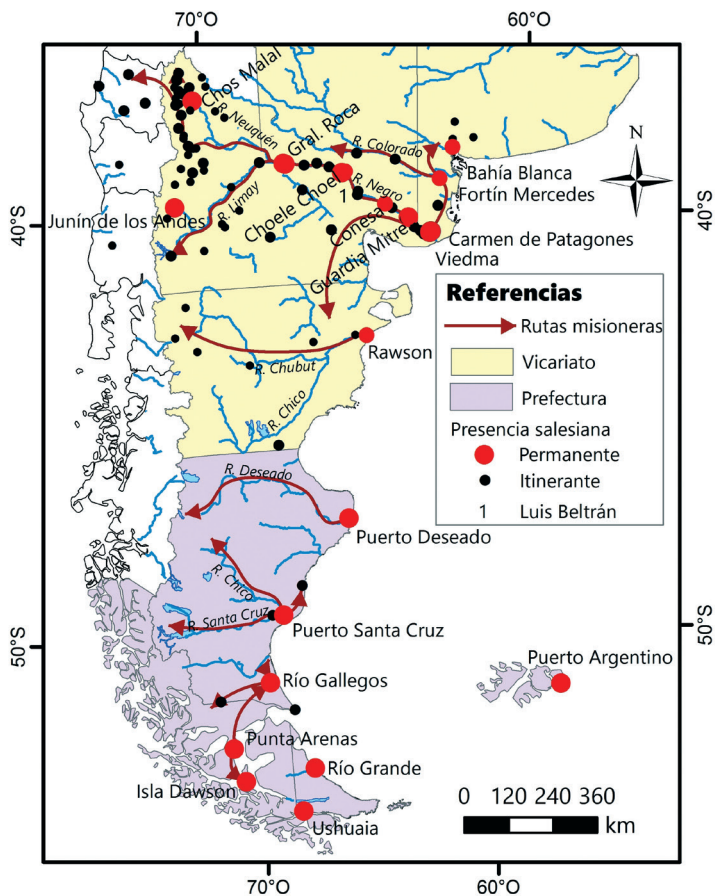 70°O
60°O
Chos Malal
R. Neuquén
Gral. Roca
R. Colorado
N
Bahía Blanca
Fortín Mercedes
R. Limay
Choele Choel
1
R. Negro
Junín de los Andes
Conesa
Guardia Mitre
40°S
40°S
Carmen de Patagones
Viedma
Referencias
Rutas misioneras
Vicariato
Prefectura
Presencia salesiana
Permanente
Itinerante
1 Luis Beltrán
Rawson
R. Chubut
R. Chico
R. Deseado
Puerto Deseado
R. Chico
R. Santa Cruz
Puerto Santa Cruz
50°S
50°S
Puerto Argentino
Río Gallegos
Punta Arenas
Río Grande
Isla Dawson
Ushuaia
0 120 240 360
km
70°O
60°O